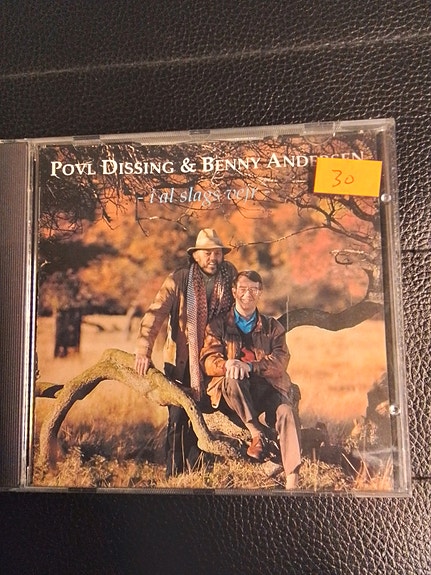 POVL DISSING & BENNY ANDERSEN
- i al slags vejr
30